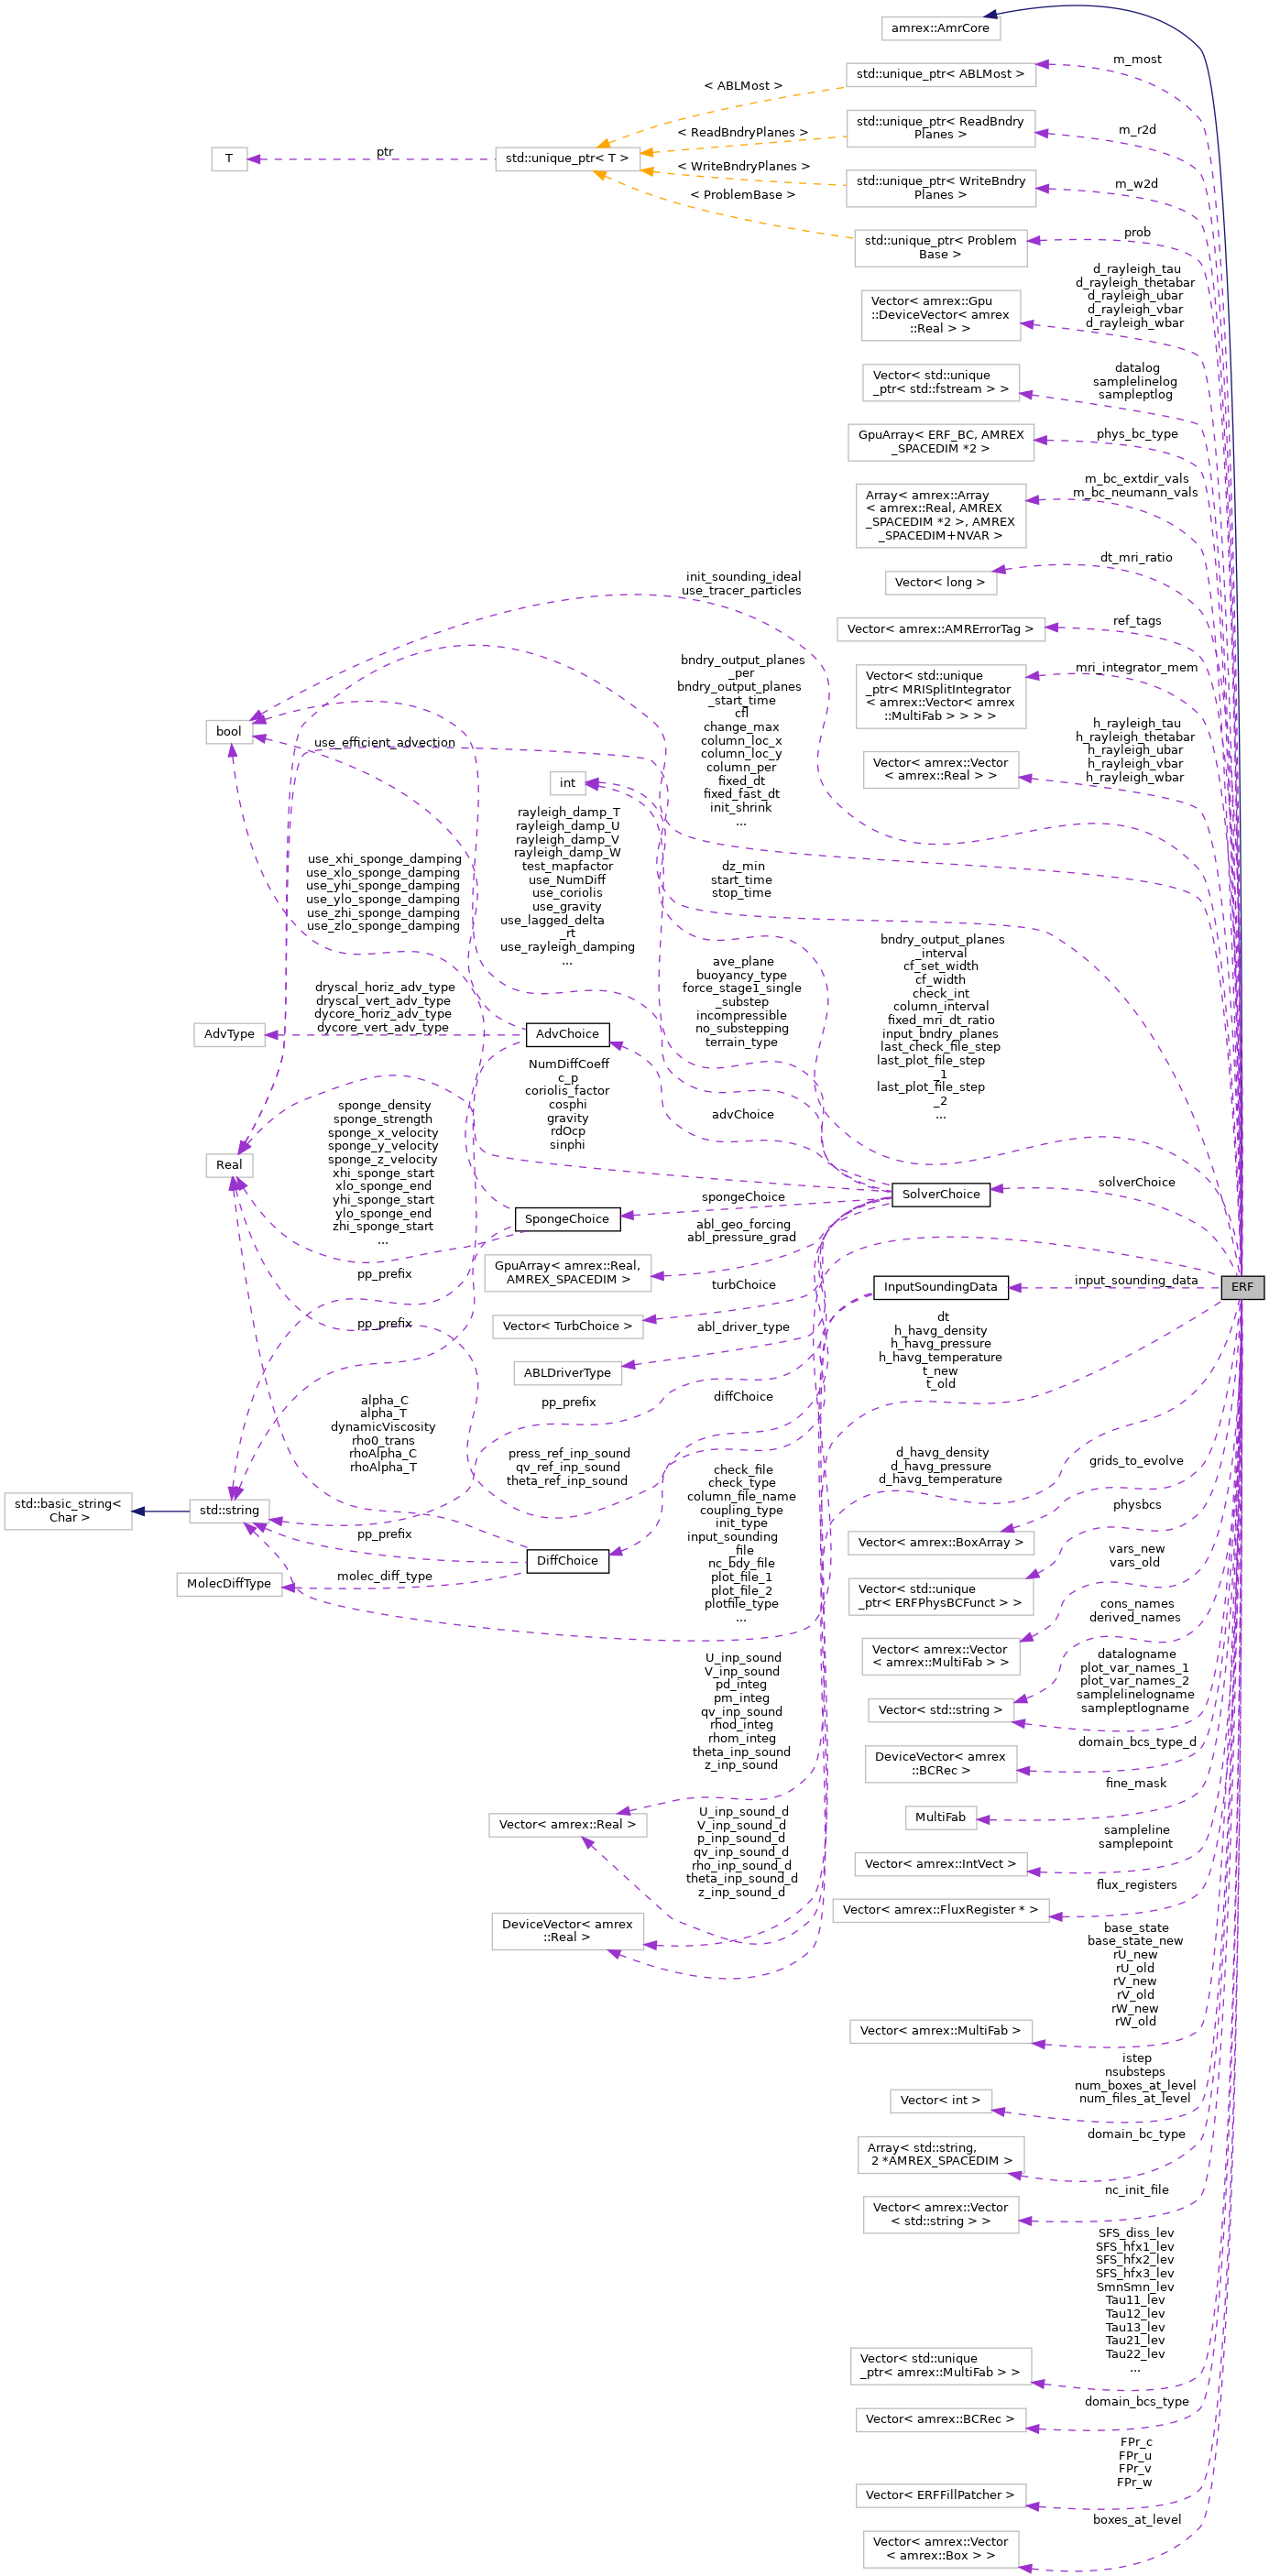 amrex::AmrCore
std::unique_ptr< ABLMost >
m_most
< ABLMost >
std::unique_ptr< ReadBndry
Planes >
m_r2d
< ReadBndryPlanes >
T
ptr
std::unique_ptr< T >
< WriteBndryPlanes >
std::unique_ptr< WriteBndry
Planes >
m_w2d
< ProblemBase >
std::unique_ptr< Problem
Base >
prob
Vector< amrex::Gpu
::DeviceVector< amrex
::Real > >
d_rayleigh_tau
d_rayleigh_thetabar
d_rayleigh_ubar
d_rayleigh_vbar
d_rayleigh_wbar
Vector< std::unique
_ptr< std::fstream > >
datalog
samplelinelog
sampleptlog
GpuArray< ERF_BC, AMREX
_SPACEDIM *2 >
phys_bc_type
Array< amrex::Array
< amrex::Real, AMREX
_SPACEDIM *2 >, AMREX
_SPACEDIM+NVAR >
m_bc_extdir_vals
m_bc_neumann_vals
Vector< long >
dt_mri_ratio
Vector< amrex::AMRErrorTag >
ref_tags
Vector< std::unique
_ptr< MRISplitIntegrator
< amrex::Vector< amrex
::MultiFab > > > >
mri_integrator_mem
Vector< amrex::Vector
< amrex::Real > >
h_rayleigh_tau
h_rayleigh_thetabar
h_rayleigh_ubar
h_rayleigh_vbar
h_rayleigh_wbar
init_sounding_ideal
use_tracer_particles
bndry_output_planes
_per
bndry_output_planes
_start_time
cfl
change_max
column_loc_x
column_loc_y
column_per
fixed_dt
fixed_fast_dt
init_shrink
...
bool
use_efficient_advection
int
rayleigh_damp_T
rayleigh_damp_U
rayleigh_damp_V
rayleigh_damp_W
test_mapfactor
use_NumDiff
use_coriolis
use_gravity
use_lagged_delta
_rt
use_rayleigh_damping
...
use_xhi_sponge_damping
use_xlo_sponge_damping
use_yhi_sponge_damping
use_ylo_sponge_damping
use_zhi_sponge_damping
use_zlo_sponge_damping
dz_min
start_time
stop_time
ave_plane
buoyancy_type
force_stage1_single
_substep
incompressible
no_substepping
terrain_type
bndry_output_planes
_interval
cf_set_width
cf_width
check_int
column_interval
fixed_mri_dt_ratio
input_bndry_planes
last_check_file_step
last_plot_file_step
_1
last_plot_file_step
_2
...
dryscal_horiz_adv_type
dryscal_vert_adv_type
dycore_horiz_adv_type
dycore_vert_adv_type
AdvType
AdvChoice
NumDiffCoeff
c_p
coriolis_factor
cosphi
gravity
rdOcp
sinphi
advChoice
sponge_density
sponge_strength
sponge_x_velocity
sponge_y_velocity
sponge_z_velocity
xhi_sponge_start
xlo_sponge_end
yhi_sponge_start
ylo_sponge_end
zhi_sponge_start
...
Real
SolverChoice
solverChoice
spongeChoice
SpongeChoice
abl_geo_forcing
abl_pressure_grad
GpuArray< amrex::Real,
AMREX_SPACEDIM >
pp_prefix
turbChoice
Vector< TurbChoice >
InputSoundingData
input_sounding_data
ERF
pp_prefix
abl_driver_type
ABLDriverType
dt
h_havg_density
h_havg_pressure
h_havg_temperature
t_new
t_old
alpha_C
alpha_T
dynamicViscosity
rho0_trans
rhoAlpha_C
rhoAlpha_T
pp_prefix
diffChoice
press_ref_inp_sound
qv_ref_inp_sound
theta_ref_inp_sound
d_havg_density
d_havg_pressure
d_havg_temperature
grids_to_evolve
check_file
check_type
column_file_name
coupling_type
init_type
input_sounding
_file
nc_bdy_file
plot_file_1
plot_file_2
plotfile_type
...
std::basic_string<
Char >
std::string
pp_prefix
DiffChoice
MolecDiffType
molec_diff_type
Vector< amrex::BoxArray >
physbcs
Vector< std::unique
_ptr< ERFPhysBCFunct > >
vars_new
vars_old
Vector< amrex::Vector
< amrex::MultiFab > >
cons_names
derived_names
Vector< std::string >
datalogname
plot_var_names_1
plot_var_names_2
samplelinelogname
sampleptlogname
U_inp_sound
V_inp_sound
pd_integ
pm_integ
qv_inp_sound
rhod_integ
rhom_integ
theta_inp_sound
z_inp_sound
DeviceVector< amrex
::BCRec >
domain_bcs_type_d
MultiFab
fine_mask
Vector< amrex::Real >
U_inp_sound_d
V_inp_sound_d
p_inp_sound_d
qv_inp_sound_d
rho_inp_sound_d
theta_inp_sound_d
z_inp_sound_d
Vector< amrex::IntVect >
sampleline
samplepoint
Vector< amrex::FluxRegister * >
flux_registers
DeviceVector< amrex
::Real >
base_state
base_state_new
rU_new
rU_old
rV_new
rV_old
rW_new
rW_old
Vector< amrex::MultiFab >
istep
nsubsteps
num_boxes_at_level
num_files_at_level
Vector< int >
domain_bc_type
Array< std::string,
2 *AMREX_SPACEDIM >
nc_init_file
Vector< amrex::Vector
< std::string > >
SFS_diss_lev
SFS_hfx1_lev
SFS_hfx2_lev
SFS_hfx3_lev
SmnSmn_lev
Tau11_lev
Tau12_lev
Tau13_lev
Tau21_lev
Tau22_lev
...
Vector< std::unique
_ptr< amrex::MultiFab > >
domain_bcs_type
Vector< amrex::BCRec >
FPr_c
FPr_u
FPr_v
FPr_w
Vector< ERFFillPatcher >
boxes_at_level
Vector< amrex::Vector
< amrex::Box > >